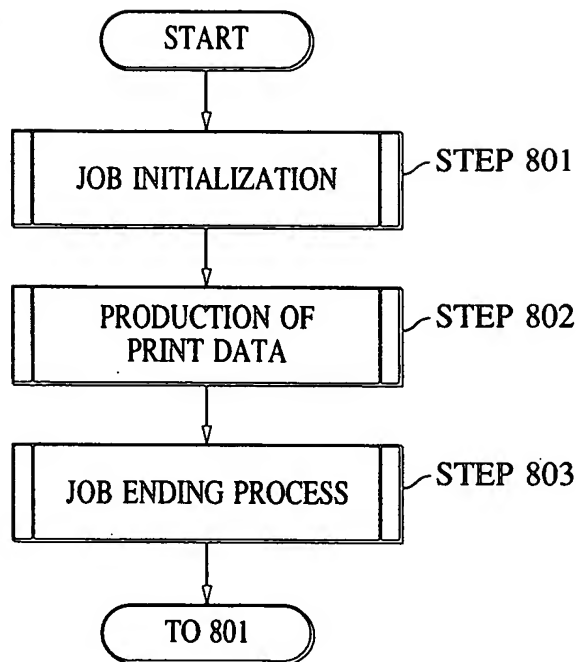 START
JOB INITIALIZATION
STEP 801
PRODUCTION OF
PRINT DATA
STEP 802
JOB ENDING PROCESS
STEP 803
TO 801